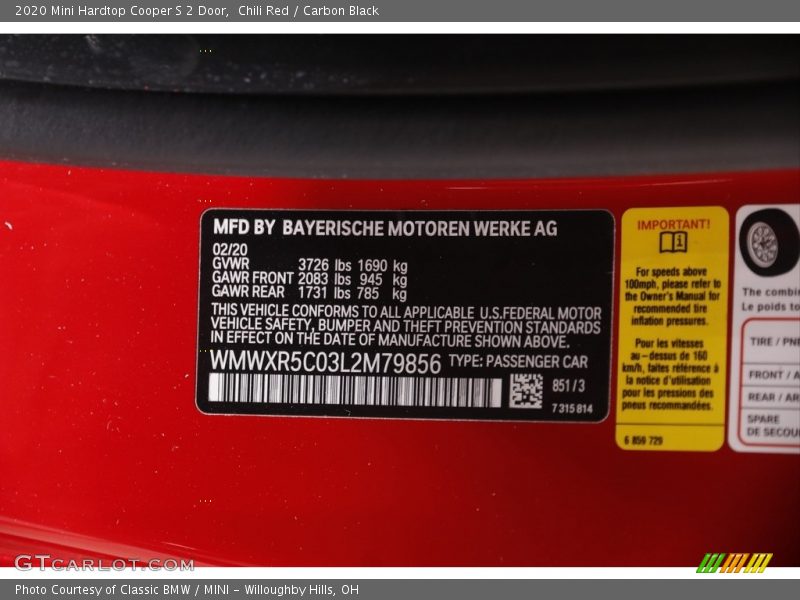 2020 Mini Hardtop Cooper S 2 Door,  Chili Red / Carbon Black
MFD BY BAYERISCHE MOTOREN WERKE AG
02/20
GVWR 3726 lbs 1690 kg
GAWR FRONT 2083 lbs 945 kg
GAWR REAR 1731 lbs 785 kg
THIS VEHICLE CONFORMS TO ALL APPLICABLE U.S.FEDERAL MOTOR
VEHICLE SAFETY, BUMPER AND THEFT PREVENTION STANDARDS
IN EFFECT ON THE DATE OF MANUFACTURE SHOWN ABOVE.
WMWXR5C03L2M79856 TYPE: PASSENGER CAR
851/3
7315814
IMPORTANT!
For speeds above
100mph, please refer to
the Owner's Manual for
recommended tire
inflation pressures.
Pour les vitesses
au-dessus de 160
km/h, faites référence à
la notice d'utilisation
pour les pressions des
pneus recommandées.
6 859 729
The combi
Le poids to
TIRE / PNE
FRONT / A
REAR / AR
SPARE
DE SECOU
GTCARLOT.COM
Photo Courtesy of Classic BMW / MINI - Willoughby Hills, OH